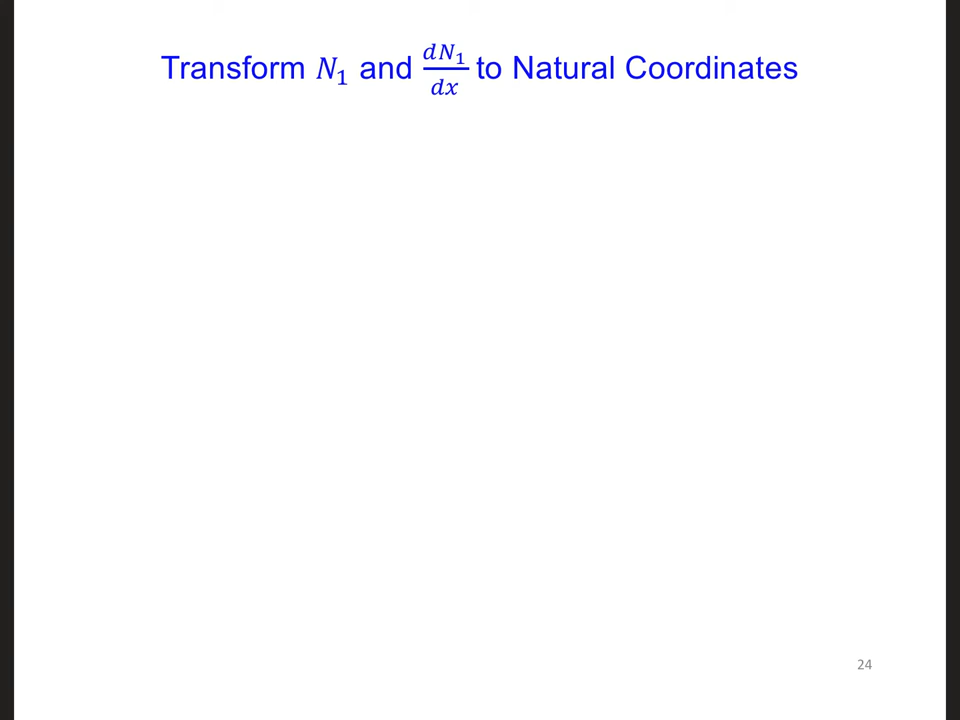 Transform N₁ and dN₁/dx to Natural Coordinates
24